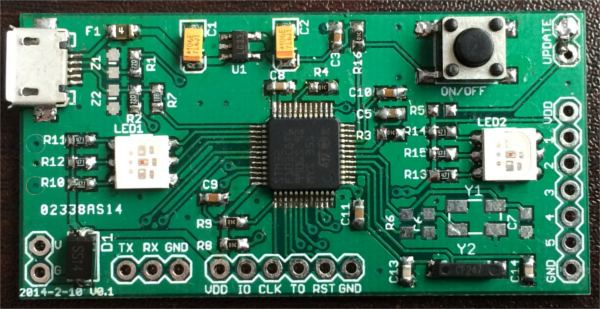 F1
C1
C2
UPDATE
Z1
R1
U1
C3
R16
Z2
R7
C8
R4
ON/OFF
R2
C10
LED1
C5
R5
LED2
VDD
R11
R3
R14
1
R12
R15
2
R10
R13
3
C9
Y1
02338AS14
C11
R6
C6
C7
4
R9
V
D1
TX RX GND
R8
Y2
5
G
C13
C14
GND
VDD IO CLK TO RST GND
2014-2-10 V0.1